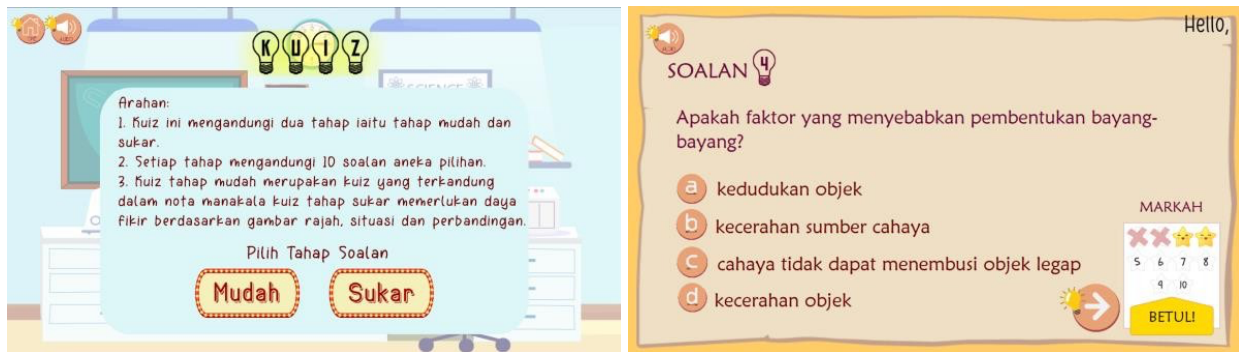 KUIZ
SCIENCE
Arahan:
1. Kuiz ini mengandungi dua tahap iaitu tahap mudah dan
sukar.
2. Setiap tahap mengandungi 10 soalan aneka pilihan.
3. Kuiz tahap mudah merupakan kuiz yang terkandung
dalam nota manakala kuiz tahap sukar memerlukan daya
fikir berdasarkan gambar rajah, situasi dan perbandingan.
Pilih Tahap Soalan
Mudah Sukar
Hello,
SOALAN 4
Apakah faktor yang menyebabkan pembentukan bayang-
bayang?
a kedudukan objek
b kecerahan sumber cahaya
c cahaya tidak dapat menembusi objek legap
d kecerahan objek
MARKAH
5 6 7 8
9 10
BETUL!